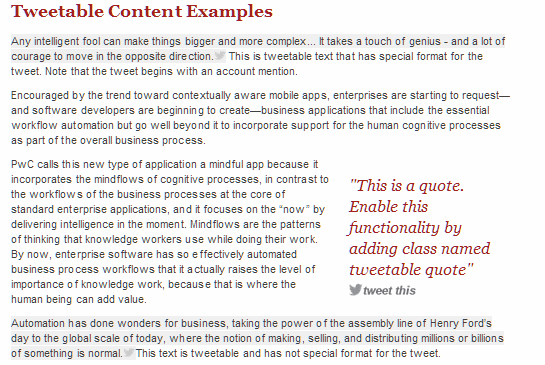 Tweetable Content Examples
Any intelligent fool can make things bigger and more complex... It takes a touch of genius - and a lot of
courage to move in the opposite direction. This is tweetable text that has special format for the
tweet. Note that the tweet begins with an account mention.
Encouraged by the trend toward contextually aware mobile apps, enterprises are starting to request—
and software developers are beginning to create—business applications that include the essential
workflow automation but go well beyond it to incorporate support for the human cognitive processes
as part of the overall business process.
PwC calls this new type of application a mindful app because it
incorporates the mindflows of cognitive processes, in contrast to
the workflows of the business processes at the core of
standard enterprise applications, and it focuses on the “now” by
delivering intelligence in the moment. Mindflows are the patterns
of thinking that knowledge workers use while doing their work.
By now, enterprise software has so effectively automated
business process workflows that it actually raises the level of
importance of knowledge work, because that is where the
human being can add value.
"This is a quote.
Enable this
functionality by
adding class named
tweetable quote"
tweet this
Automation has done wonders for business, taking the power of the assembly line of Henry Ford's
day to the global scale of today, where the notion of making, selling, and distributing millions or billions
of something is normal. This text is tweetable and has not special format for the tweet.